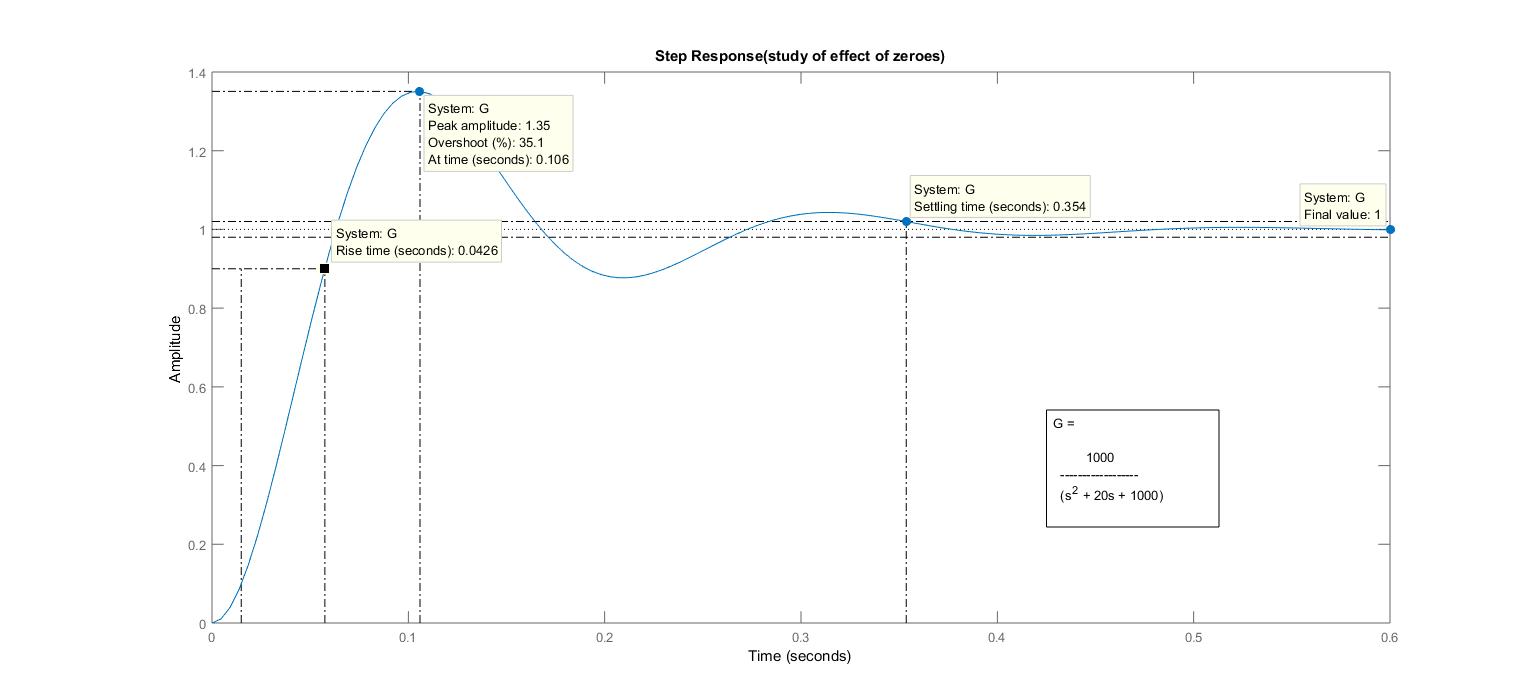 Step Response(study of effect of zeroes)
1.4
1.2
1
0.8
0.6
0.4
0.2
0
Amplitude
System: G
Peak amplitude: 1.35
Overshoot (%): 35.1
At time (seconds): 0.106
System: G
Rise time (seconds): 0.0426
System: G
Settling time (seconds): 0.354
System: G
Final value: 1
G =
1000
-------------------
(s² + 20s + 1000)
0 0.1 0.2 0.3 0.4 0.5 0.6
Time (seconds)